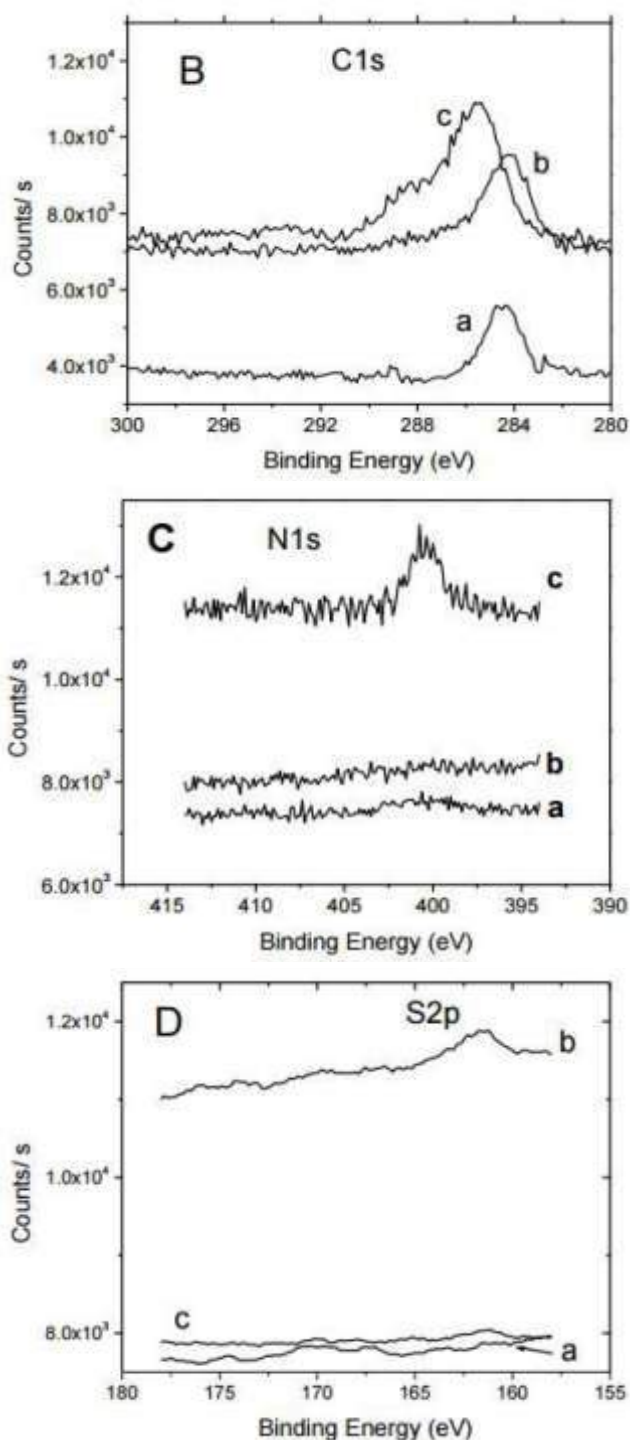 B
C1s
1.2x10⁴
1.0x10⁴
8.0x10³
6.0x10³
4.0x10³
Counts/ s
c
b
a
300
296
292
288
284
280
Binding Energy (eV)
C
N1s
1.2x10⁴
1.0x10⁴
8.0x10³
6.0x10³
Counts/ s
c
b
a
415
410
405
400
395
390
Binding Energy (eV)
D
S2p
1.2x10⁴
1.0x10⁴
8.0x10³
Counts/ s
b
c
a
180
175
170
165
160
155
Binding Energy (eV)